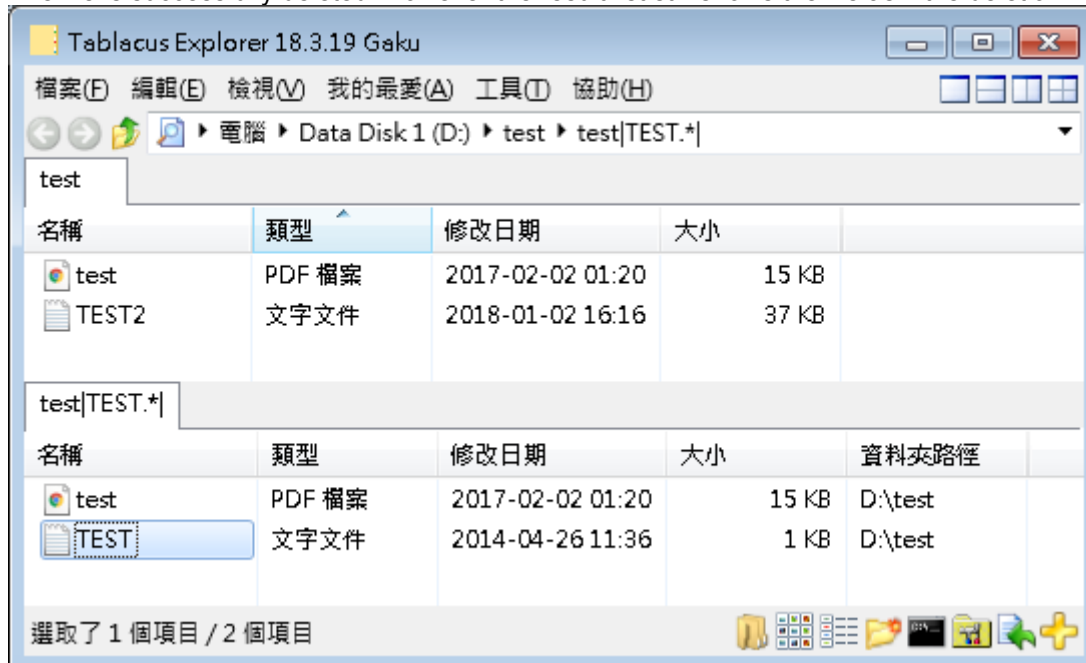 Tablacus Explorer 18.3.19 Gaku
檔案(F) 編輯(E) 檢視(V) 我的最愛(A) 工具(T) 協助(H)
電腦 Data Disk 1 (D:) test test|TEST.*|
test
名稱 類型 修改日期 大小
test PDF 檔案 2017-02-02 01:20 15 KB
TEST2 文字文件 2018-01-02 16:16 37 KB
test|TEST.*|
名稱 類型 修改日期 大小 資料夾路徑
test PDF 檔案 2017-02-02 01:20 15 KB D:\test
TEST 文字文件 2014-04-26 11:36 1 KB D:\test
選取了 1 個項目 / 2 個項目